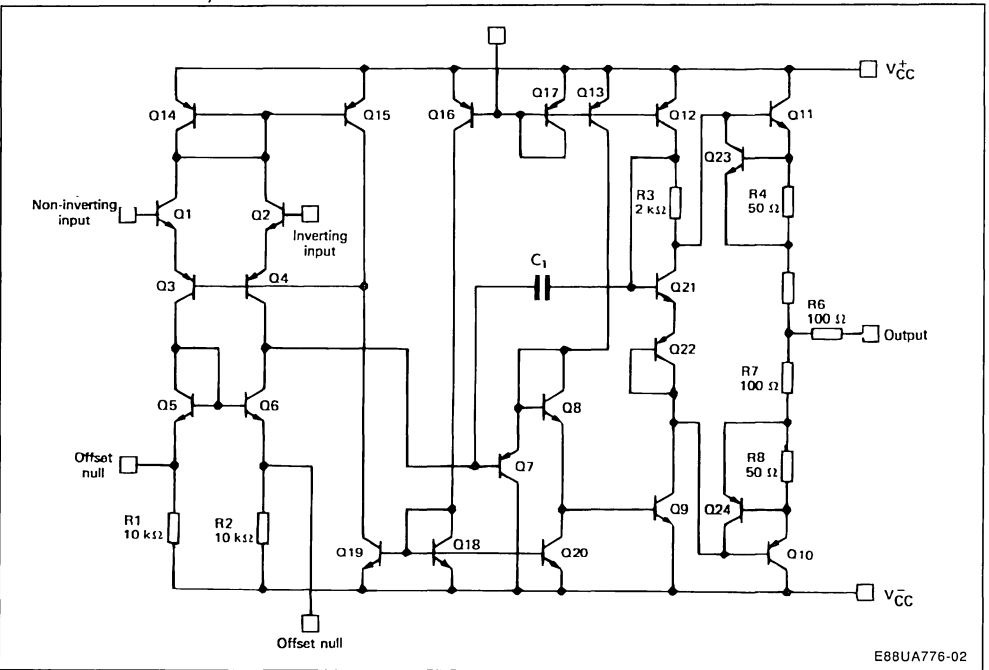 V+CC
Q14
Q15
Q16
Q17
Q13
Q12
Q11
Q23
R3
2 kΩ
R4
50 Ω
Non-inverting
input
Q1
Q2
Inverting
input
Q3
Q4
C1
Q21
R6
100 Ω
Output
Q22
R7
100 Ω
Q5
Q6
Q8
Q7
Offset
null
R8
50 Ω
Q9
Q24
R1
10 kΩ
R2
10 kΩ
Q19
Q18
Q20
Q10
V-CC
Offset null
E88UA776-02